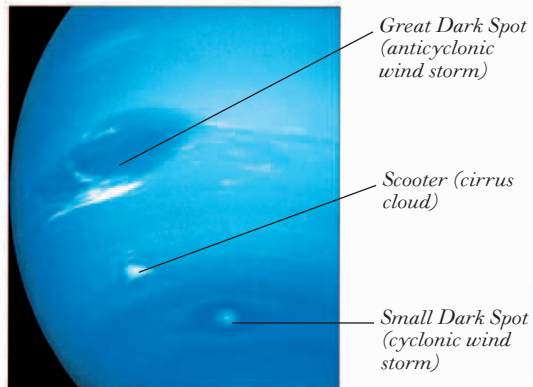 Great Dark Spot
(anticyclonic
wind storm)
Scooter (cirrus
cloud)
Small Dark Spot
(cyclonic wind
storm)